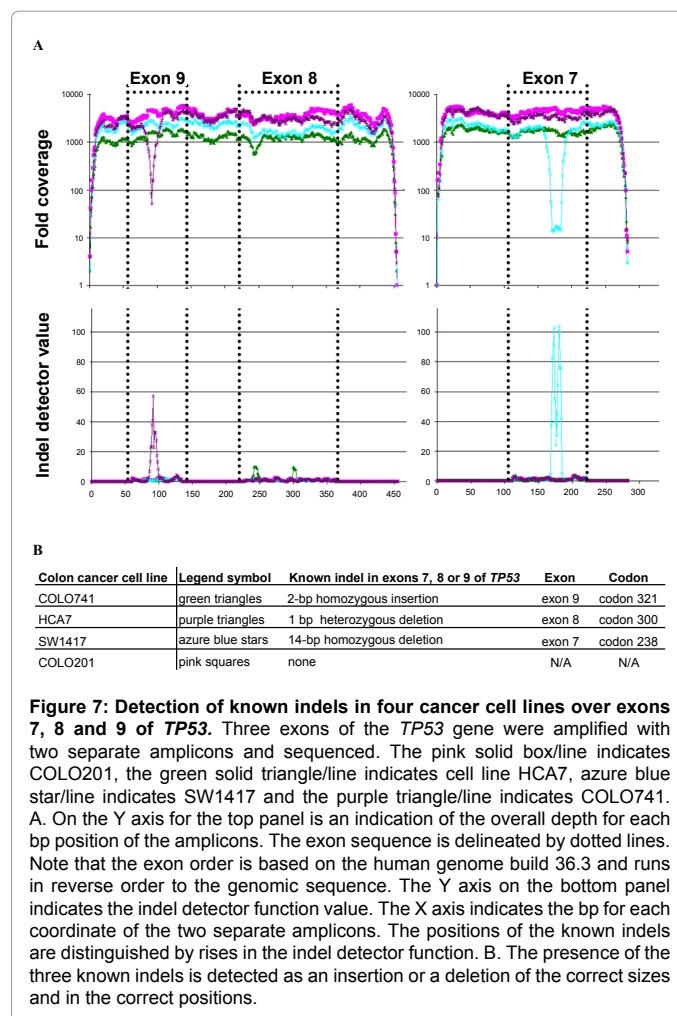 A
Exon 9
Exon 8
Exon 7
Fold coverage
10000
1000
100
10
1
Indel detector value
100
80
60
40
20
0
0 50 100 150 200 250 300 350 400 450
0 50 100 150 200 250 300
B
Colon cancer cell line Legend symbol Known indel in exons 7, 8 or 9 of TP53 Exon Codon
COLO741 green triangles 2-bp homozygous insertion exon 9 codon 321
HCA7 purple triangles 1 bp heterozygous deletion exon 8 codon 300
SW1417 azure blue stars 14-bp homozygous deletion exon 7 codon 238
COLO201 pink squares none N/A N/A
Figure 7: Detection of known indels in four cancer cell lines over exons
7, 8 and 9 of TP53. Three exons of the TP53 gene were amplified with
two separate amplicons and sequenced. The pink solid box/line indicates
COLO201, the green solid triangle/line indicates cell line HCA7, azure blue
star/line indicates SW1417 and the purple triangle/line indicates COLO741.
A. On the Y axis for the top panel is an indication of the overall depth for each
bp position of the amplicons. The exon sequence is delineated by dotted lines.
Note that the exon order is based on the human genome build 36.3 and runs
in reverse order to the genomic sequence. The Y axis on the bottom panel
indicates the indel detector function value. The X axis indicates the bp for each
coordinate of the two separate amplicons. The positions of the known indels
are distinguished by rises in the indel detector function. B. The presence of the
three known indels is detected as an insertion or a deletion of the correct sizes
and in the correct positions.